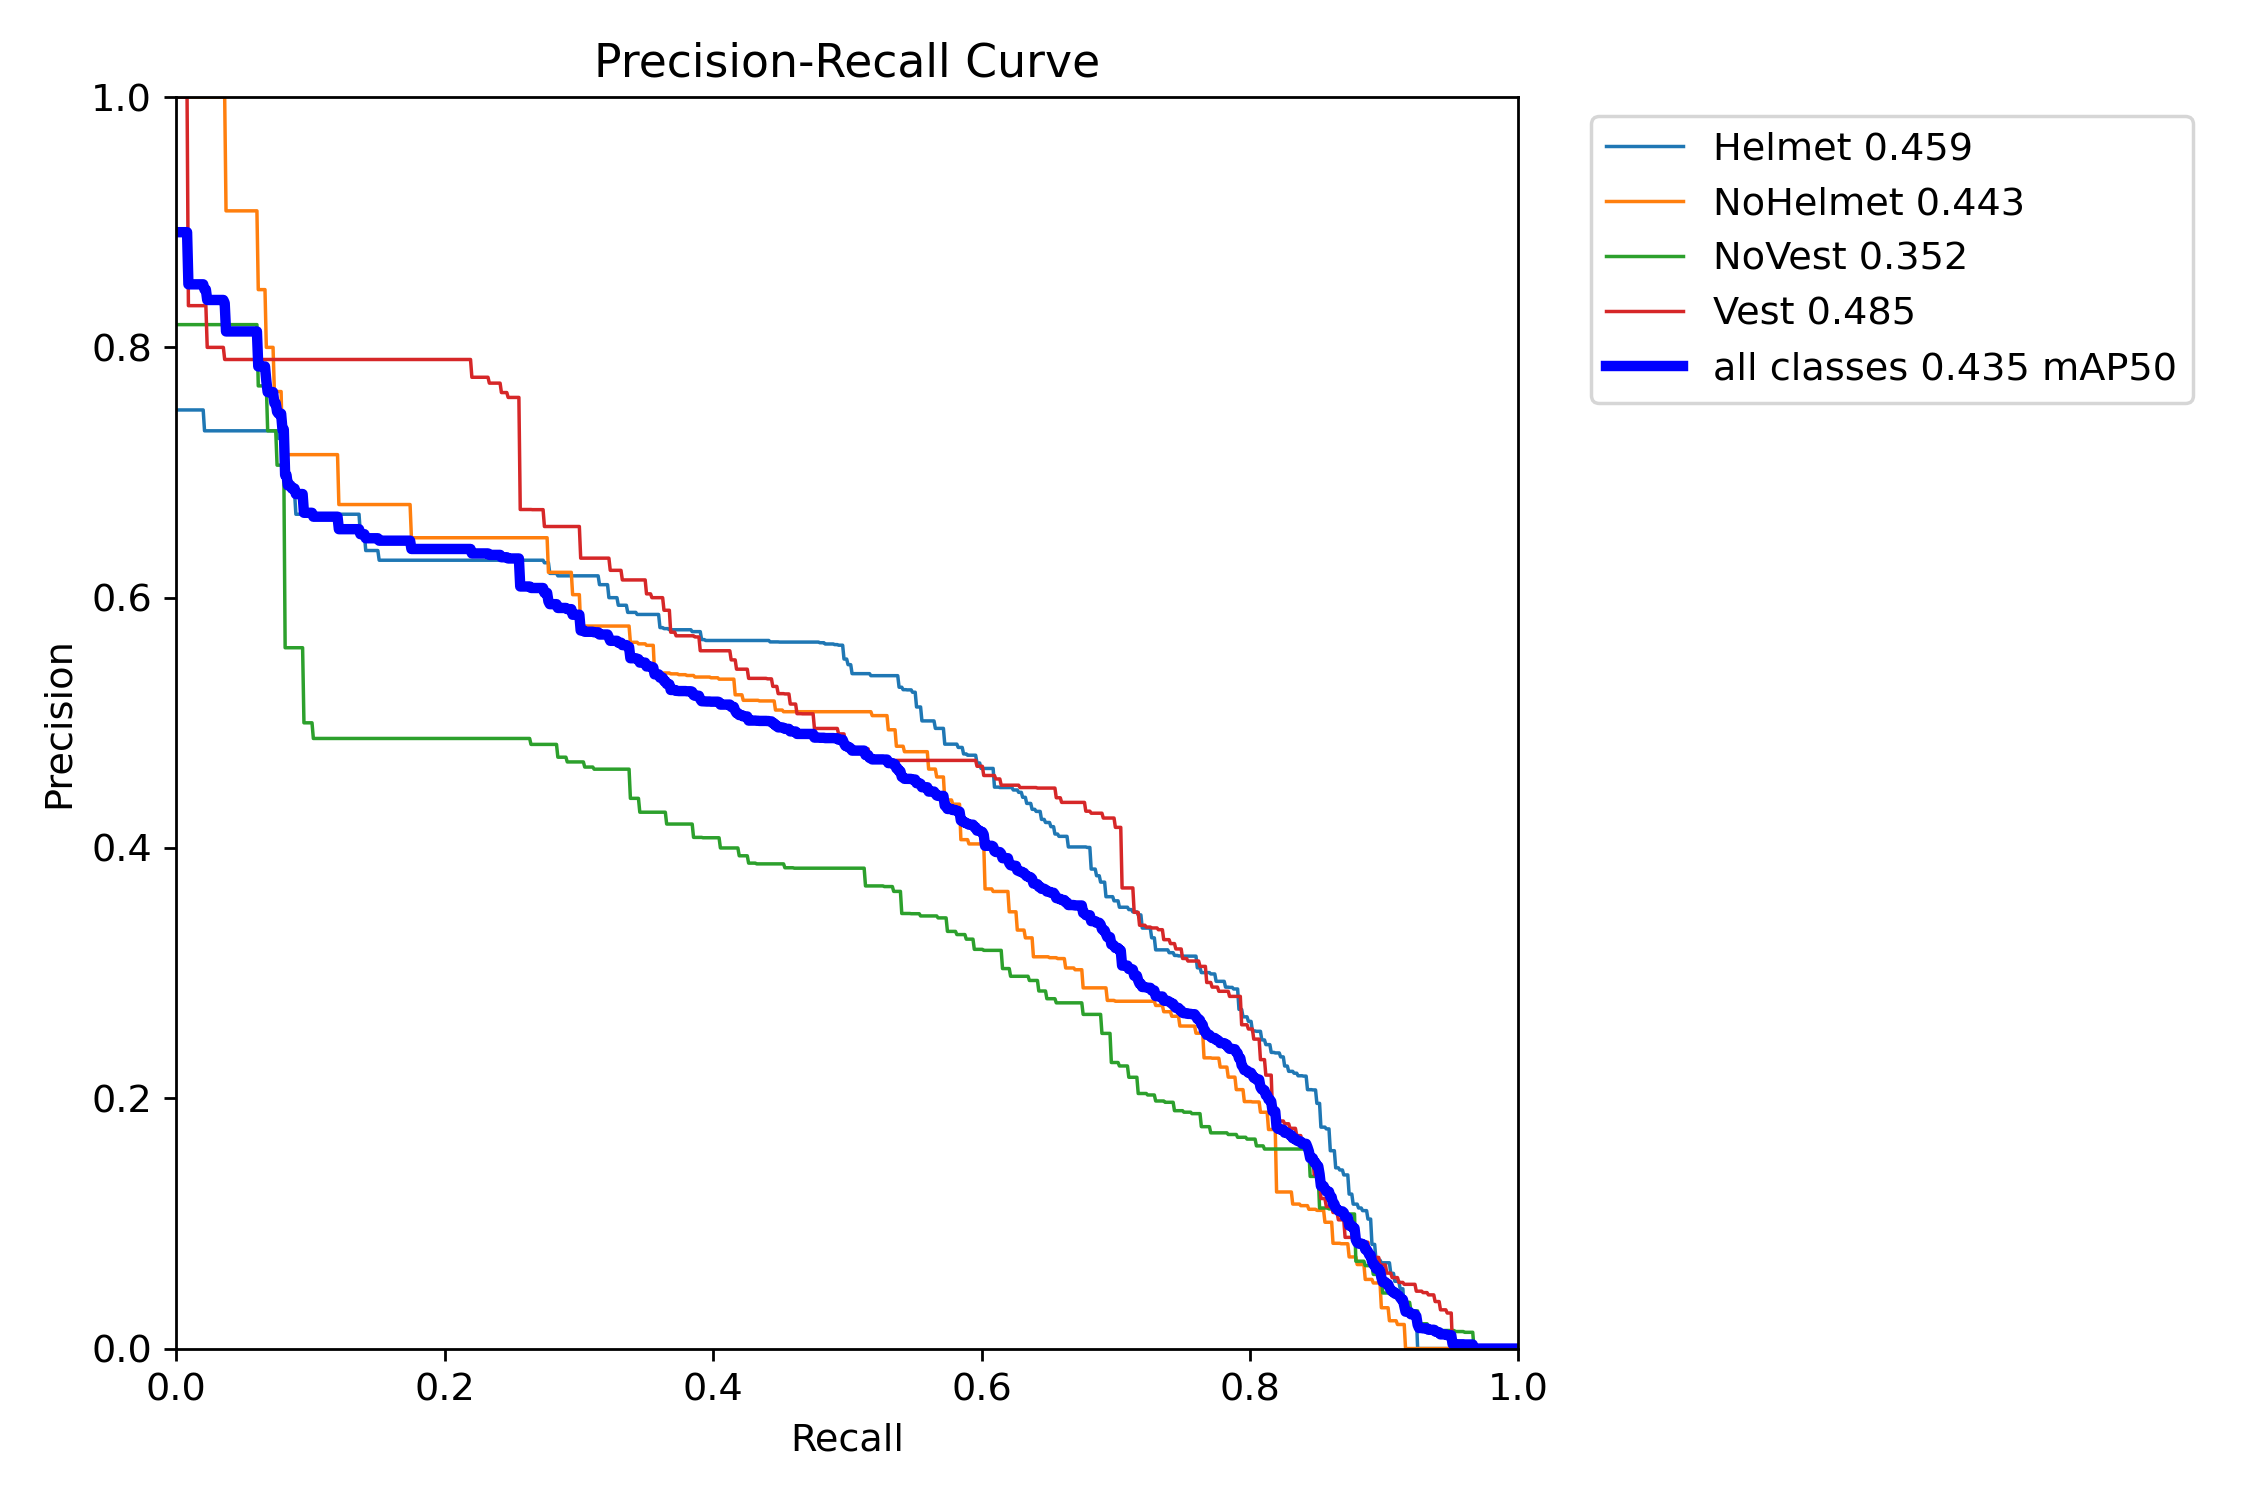 Precision-Recall Curve
1.0
0.8
0.6
0.4
0.2
0.0
Precision
0.0 0.2 0.4 0.6 0.8 1.0
Recall
Helmet 0.459
NoHelmet 0.443
NoVest 0.352
Vest 0.485
all classes 0.435 mAP50